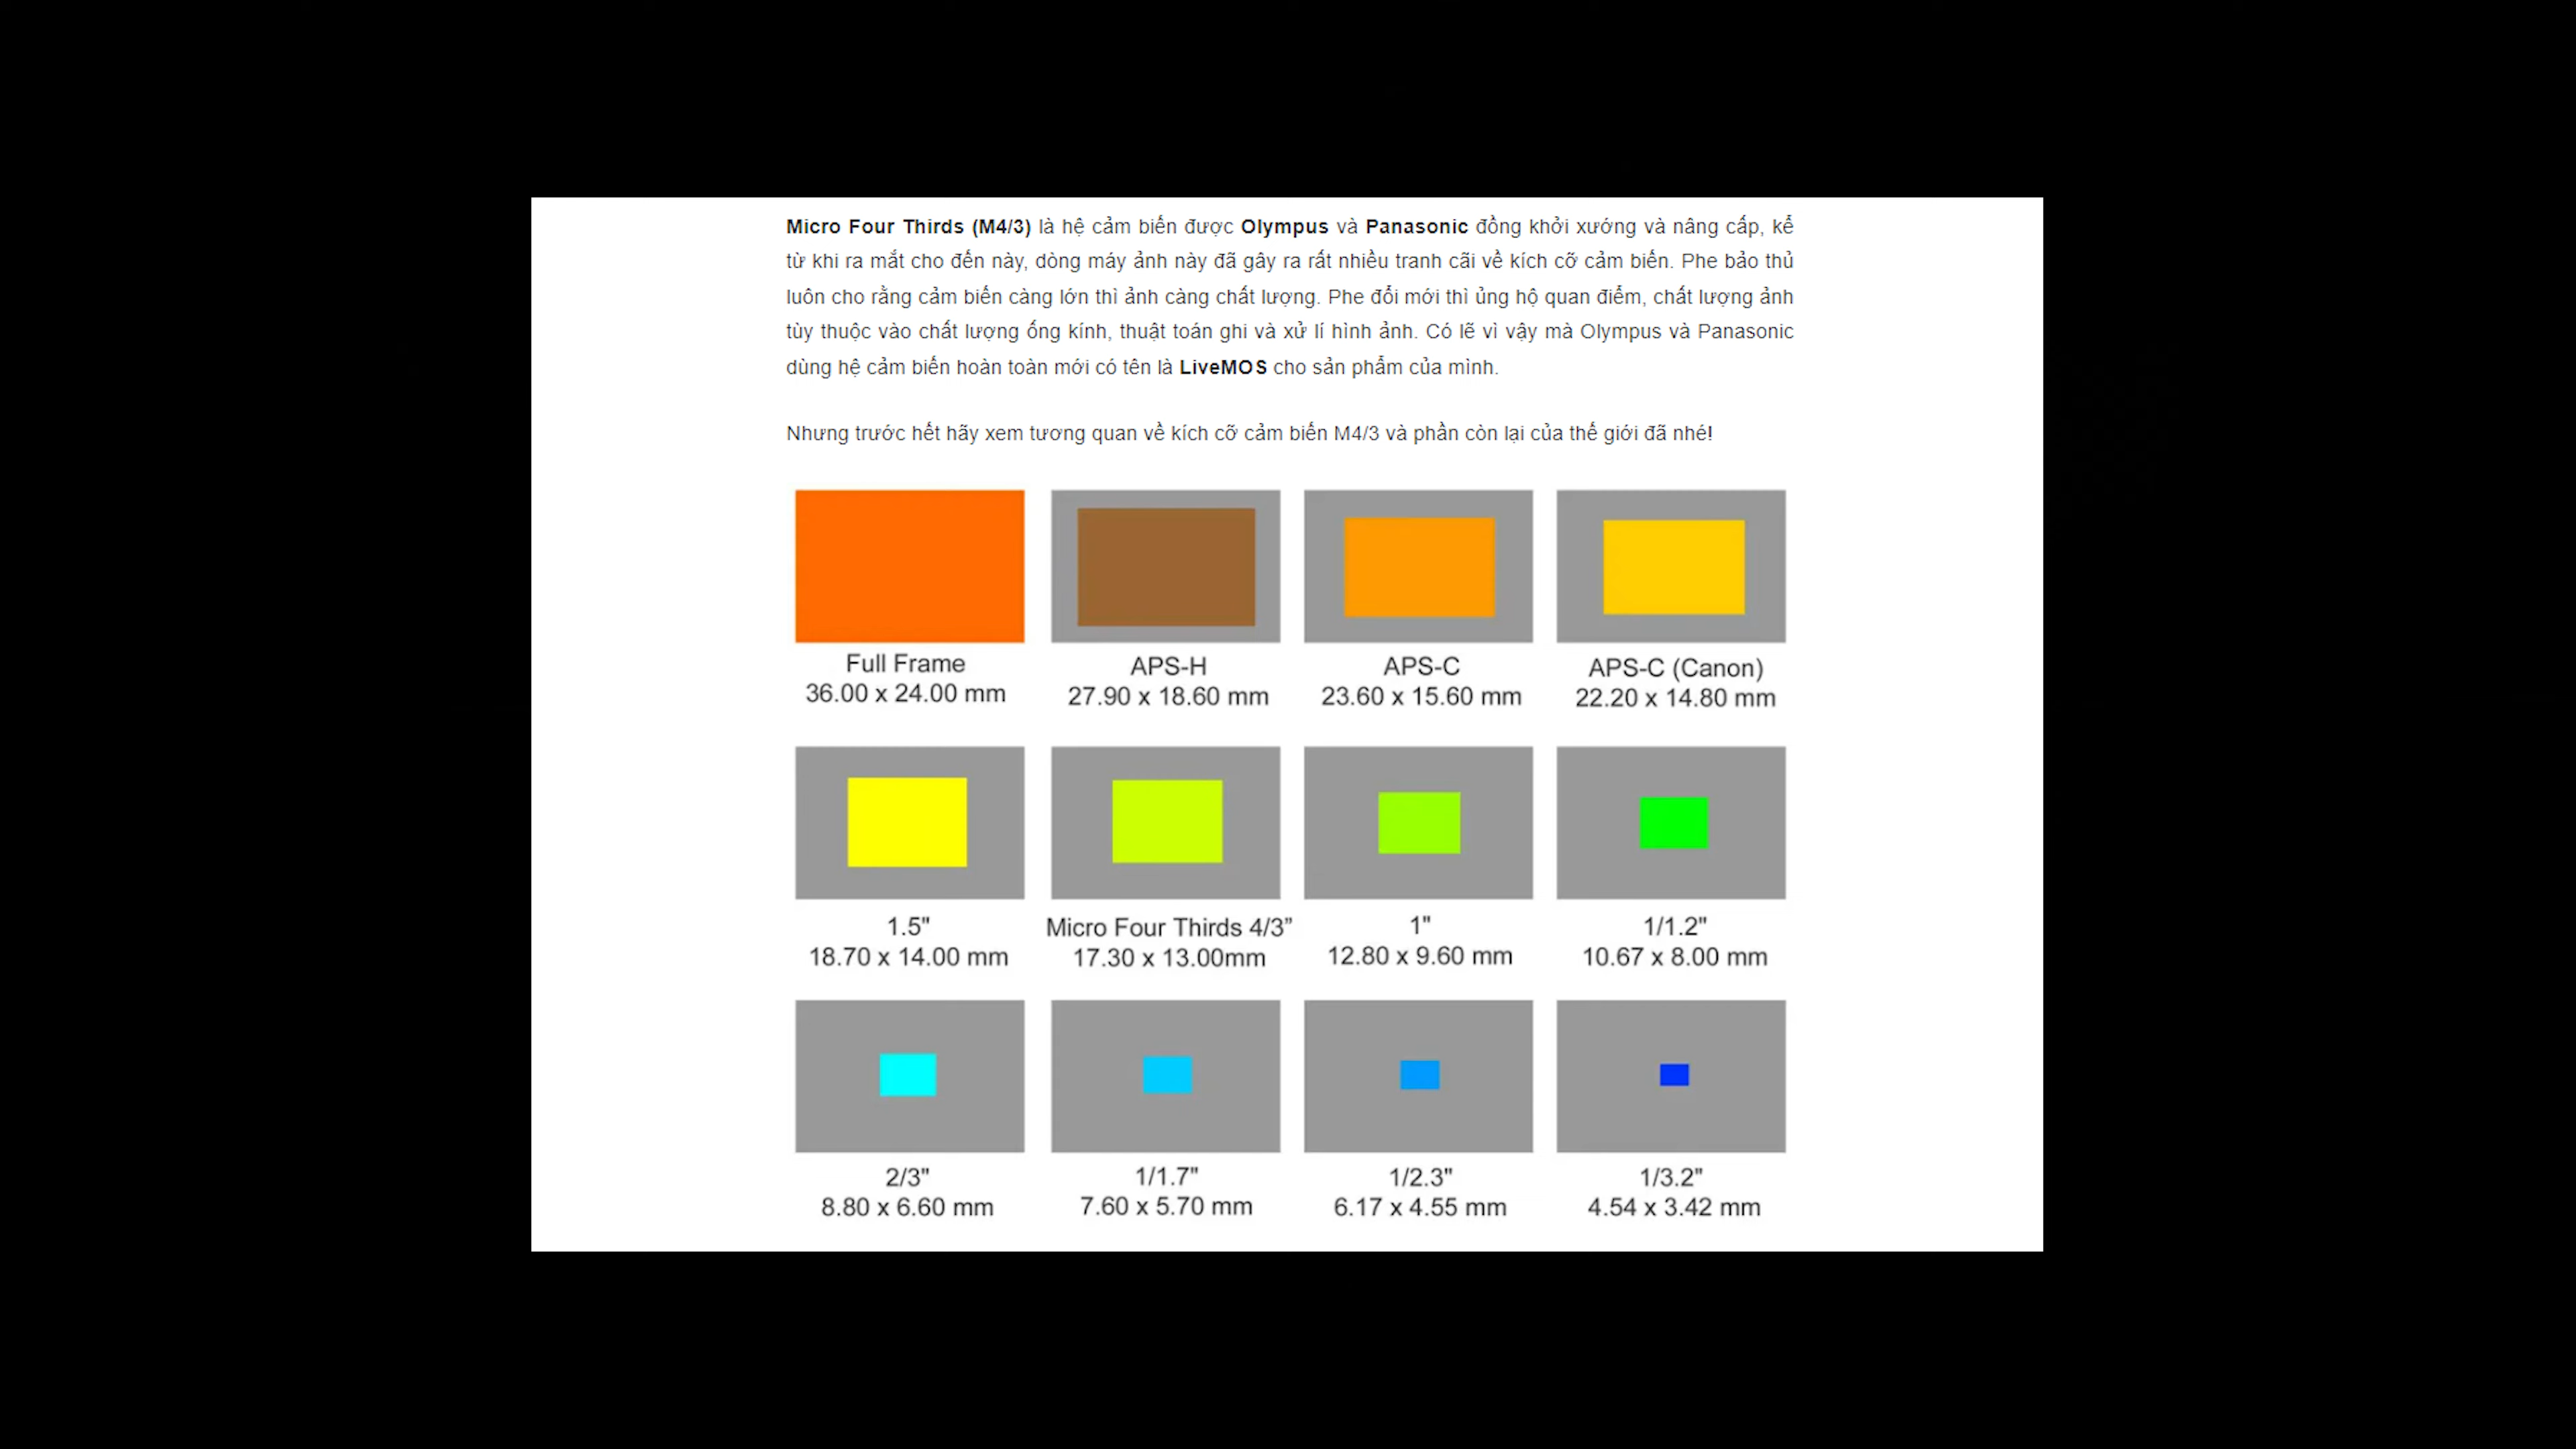 Micro Four Thirds (M4/3) là hệ cảm biến được Olympus và Panasonic đồng khởi xướng và nâng cấp, kể
từ khi ra mắt cho đến này, dòng máy ảnh này đã gây ra rất nhiều tranh cãi về kích cỡ cảm biến. Phe bảo thủ
luôn cho rằng cảm biến càng lớn thì ảnh càng chất lượng. Phe đổi mới thì ủng hộ quan điểm, chất lượng ảnh
tùy thuộc vào chất lượng ống kính, thuật toán ghi và xử lí hình ảnh. Có lẽ vì vậy mà Olympus và Panasonic
dùng hệ cảm biến hoàn toàn mới có tên là LiveMOS cho sản phẩm của mình.
Nhưng trước hết hãy xem tương quan về kích cỡ cảm biến M4/3 và phần còn lại của thế giới đã nhé!
Full Frame
36.00 x 24.00 mm
APS-H
27.90 x 18.60 mm
APS-C
23.60 x 15.60 mm
APS-C (Canon)
22.20 x 14.80 mm
1.5"
18.70 x 14.00 mm
Micro Four Thirds 4/3”
17.30 x 13.00mm
1"
12.80 x 9.60 mm
1/1.2"
10.67 x 8.00 mm
2/3"
8.80 x 6.60 mm
1/1.7"
7.60 x 5.70 mm
1/2.3"
6.17 x 4.55 mm
1/3.2"
4.54 x 3.42 mm